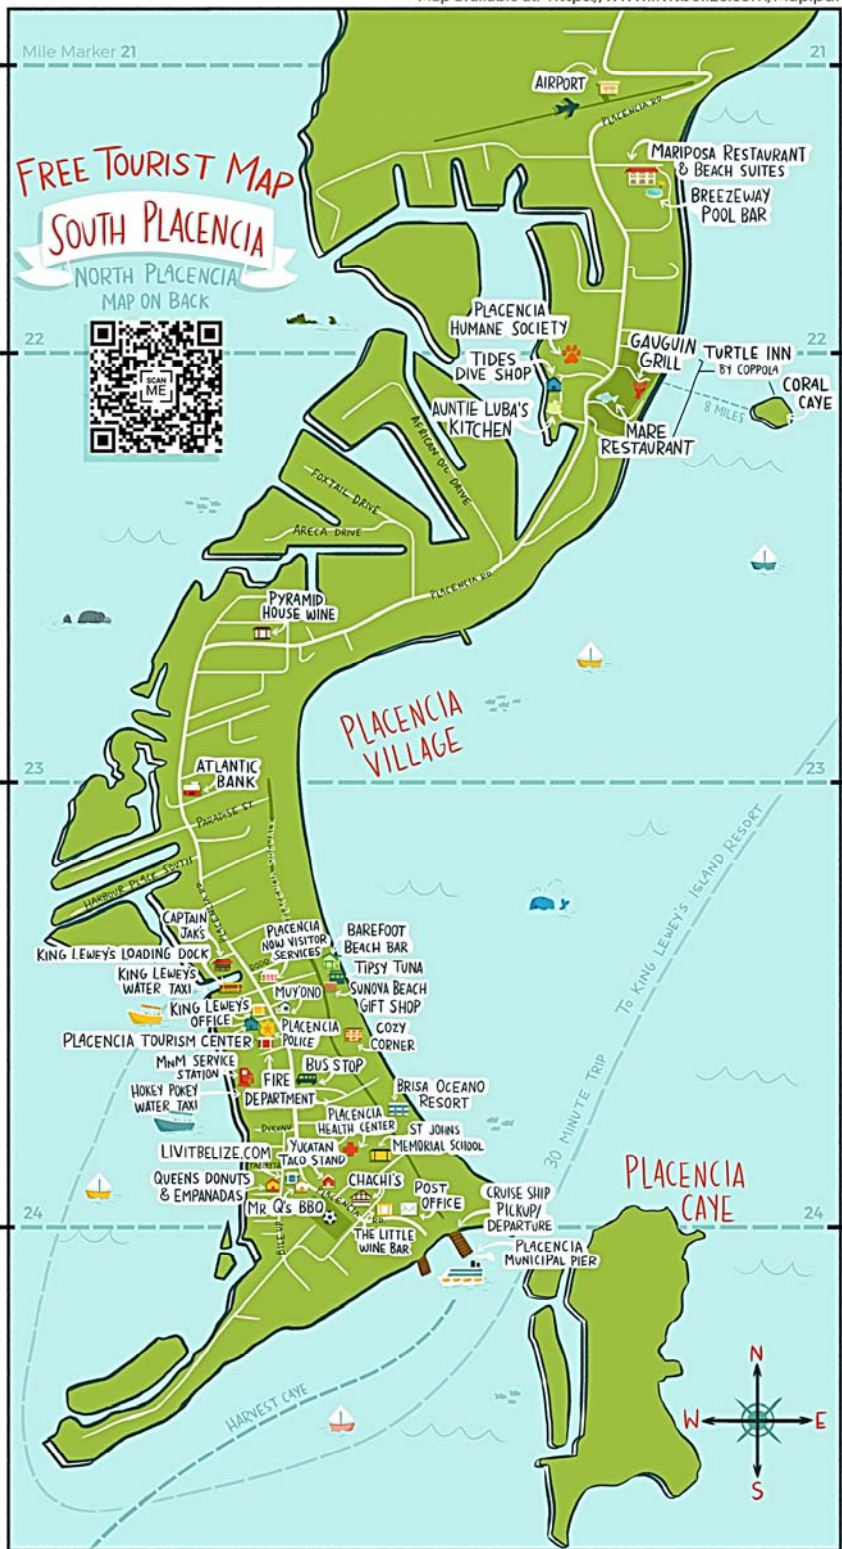 Mile Marker 21
21
FREE TOURIST MAP
SOUTH PLACENCIA
NORTH PLACENCIA
MAP ON BACK
SCAN
ME
AIRPORT
PLACENCIA RD
MARIPOSA RESTAURANT
& BEACH SUITES
BREEZEWAY
POOL BAR
22
22
PLACENCIA
HUMANE SOCIETY
TIDES
DIVE SHOP
AUNTIE LUBA'S
KITCHEN
GAUGUIN
GRILL
TURTLE INN
BY COPPOLA
8 MILES
CORAL
CAYE
MARE
RESTAURANT
AFRICAN OIL DRIVE
FOXTAIL DRIVE
ARECA DRIVE
PLACENCIA RD
PYRAMID
HOUSE WINE
PLACENCIA
VILLAGE
23
23
ATLANTIC
BANK
PARADISE ST
HARBOUR PLACE SOUTH
PLACENCIA RD
PLACENCIA SIDEWALK
CAPTAIN
JAK'S
KING LEWEY'S LOADING DOCK
KING LEWEY'S
WATER TAXI
PLACENCIA
NOW VISITOR
SERVICES
BAREFOOT
BEACH BAR
TIPSY TUNA
SUNOVA BEACH
GIFT SHOP
MUY'ONO
KING LEWEY'S
OFFICE
PLACENCIA
POLICE
COZY
CORNER
PLACENCIA TOURISM CENTER
MNM SERVICE
STATION
FIRE
DEPARTMENT
BUS STOP
HOKEY POKEY
WATER TAXI
BRISA OCEANO
RESORT
PLACENCIA
HEALTH CENTER
ST JOHNS
MEMORIAL SCHOOL
LIVITBELIZE.COM
YUCATAN
TACO STAND
QUEENS DONUTS
& EMPANADAS
CHACHI'S
MR Q'S BBQ
PLACENCIA RD
POST
OFFICE
THE LITTLE
WINE BAR
CRUISE SHIP
PICKUP/
DEPARTURE
PLACENCIA
MUNICIPAL PIER
30 MINUTE TRIP
TO KING LEWEY'S ISLAND RESORT
24
24
PLACENCIA
CAYE
HARVEST CAYE
N
W
E
S